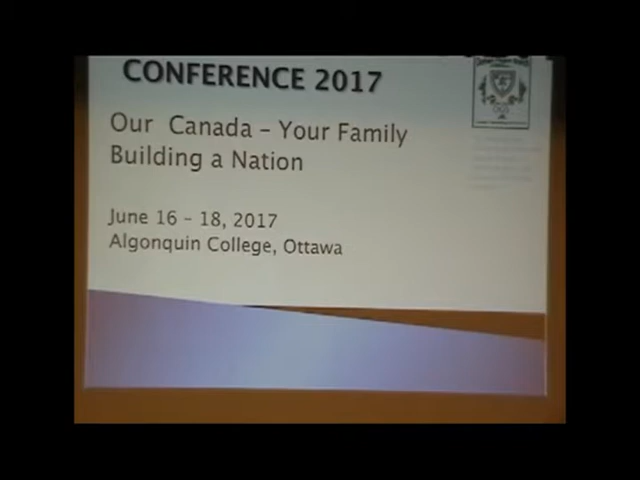 CONFERENCE 2017
Our Canada – Your Family
Building a Nation
June 16 – 18, 2017
Algonquin College, Ottawa